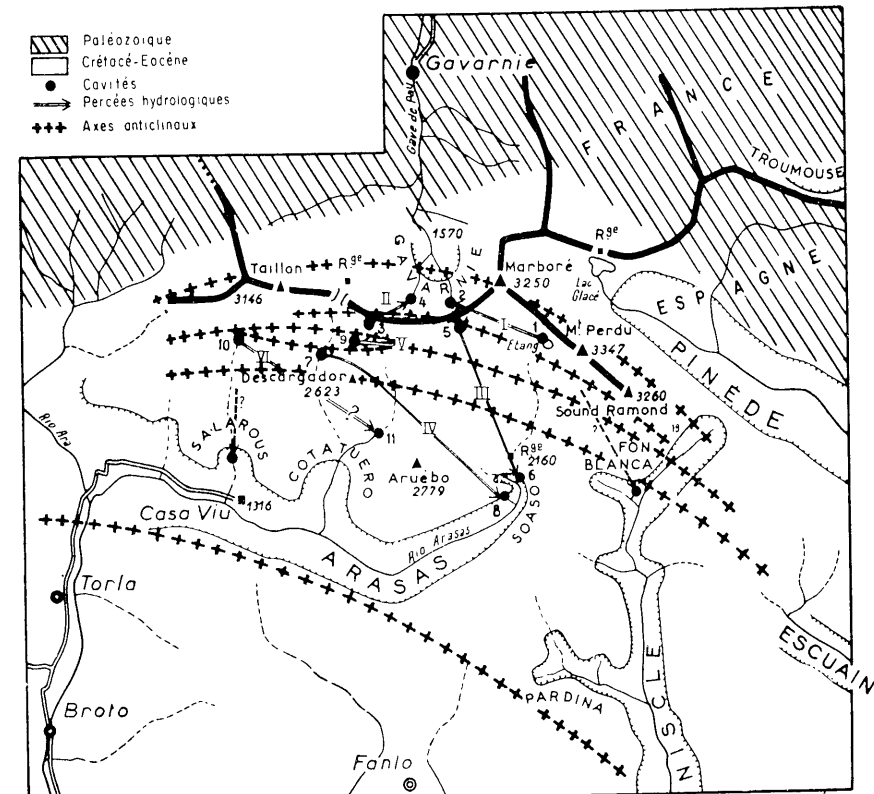 Paléozoïque
Crétacé-Eocène
Cavités
Percées hydrologiques
Axes anticlinaux
Gavarnie
Gave de Pau
FRANCE
TROUMOUSE
ESPAGNE
PINÉDE
1570
GAVARNIE
Rge
Taillon
3146
Rge
Marboré
3250
Lac Glacé
II
4
2
3
I
1
Etang
Mt Perdu
3347
5
9
V
10
VI
7
Descargador
2623
III
3260
Sound Ramond
?
Rio Ara
SALAROUS
?
11
IV
COTATUERO
Aruebo
2779
Rge
2160
6
8
?
19
FON BLANCA
SOASO
1316
Casa Viu
Rio Arasas
ARASAS
Torla
ESCUAIN
PARDINA
NISCLE
Broto
Fanlo